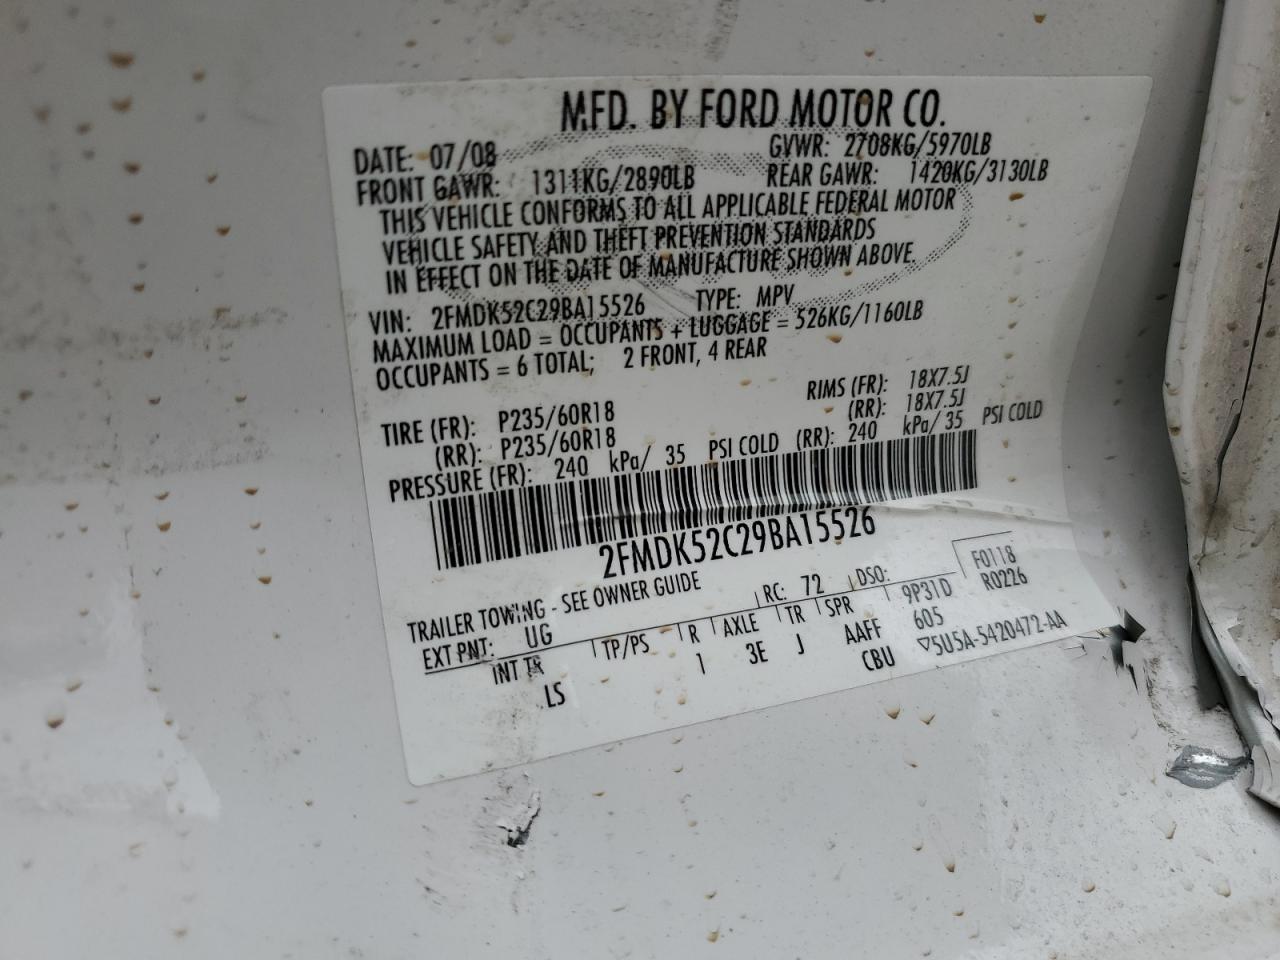 MFD. BY FORD MOTOR CO.
DATE: 07/08 GVWR: 2708KG/5970LB
FRONT GAWR: 1311KG/2890LB REAR GAWR: 1420KG/3130LB
THIS VEHICLE CONFORMS TO ALL APPLICABLE FEDERAL MOTOR
VEHICLE SAFETY AND THEFT PREVENTION STANDARDS
IN EFFECT ON THE DATE OF MANUFACTURE SHOWN ABOVE.
VIN: 2FMDK52C29BA15526 TYPE: MPV
MAXIMUM LOAD = OCCUPANTS + LUGGAGE = 526KG/1160LB
OCCUPANTS = 6 TOTAL; 2 FRONT, 4 REAR
TIRE (FR): P235/60R18 RIMS (FR): 18X7.5J
(RR): P235/60R18 (RR): 18X7.5J
PRESSURE (FR): 240 kPa/ 35 PSI COLD (RR): 240 kPa/ 35 PSI COLD
2FMDK52C29BA15526
TRAILER TOWING - SEE OWNER GUIDE
EXT PNT: UG RC: 72 DSO: F0118
R0226
INT TR TP/PS R AXLE TR SPR 9P31D
LS 1 3E J AAFF 605
CBU ▽5U5A-5420472-AA